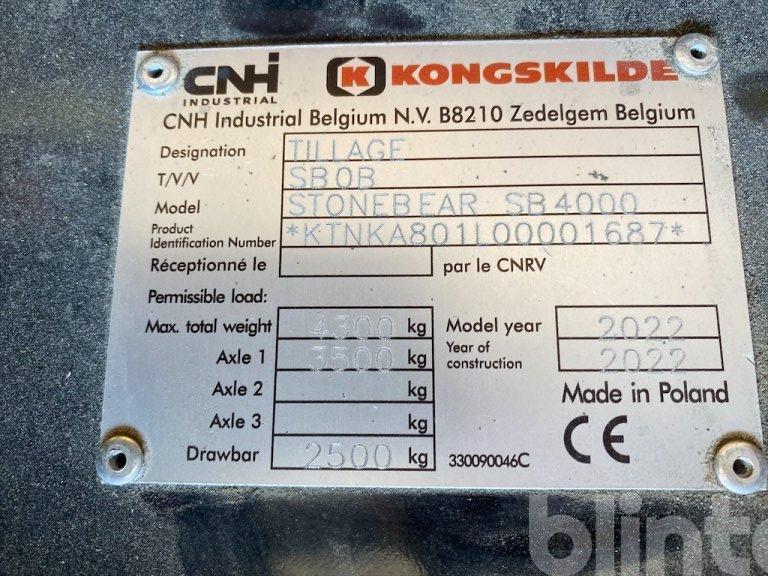 CNH INDUSTRIAL K KONGSKILDE
CNH Industrial Belgium N.V. B8210 Zedelgem Belgium
Designation TILLAGE
T/V/V SB0B
Model STONEBEAR SB4000
Product Identification Number *KTNKA801L00001687*
Réceptionné le par le CNRV
Permissible load:
Max. total weight 4300 kg Model year 2022
Axle 1 3500 kg Year of construction 2022
Axle 2 kg Made in Poland
Axle 3 kg CE
Drawbar 2500 kg 330090046C